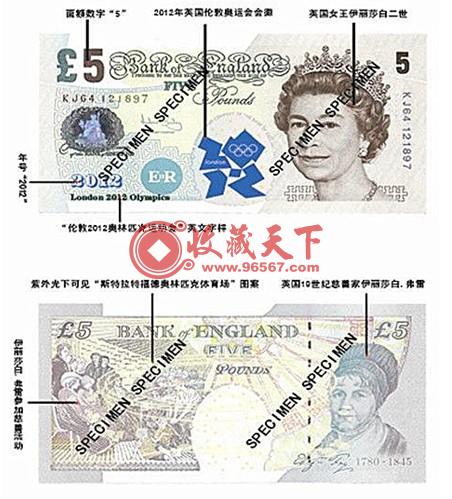 面额数字“5”
2012年英国伦敦奥运会会徽
英国女王伊丽莎白二世
£5
Bank of England
5
FIVE
Pounds
KJ64 121897
KJ64 121897
SPECIMEN SPECIMEN
SPECIMEN
london
2012
E R
London 2012 Olympics
年号“2012”
“伦敦2012奥林匹克运动会”英文字样
收藏天下
www.96567.com
紫外光下可见“斯特拉特福德奥林匹克体育场”图案
英国19世纪慈善家伊丽莎白.弗雷
£5
BANK OF ENGLAND
£5
FIVE
POUNDS
SPECIMEN SPECIMEN
SPECIMEN SPECIMEN
伊丽莎白.弗雷参加慈善活动
1780-1845